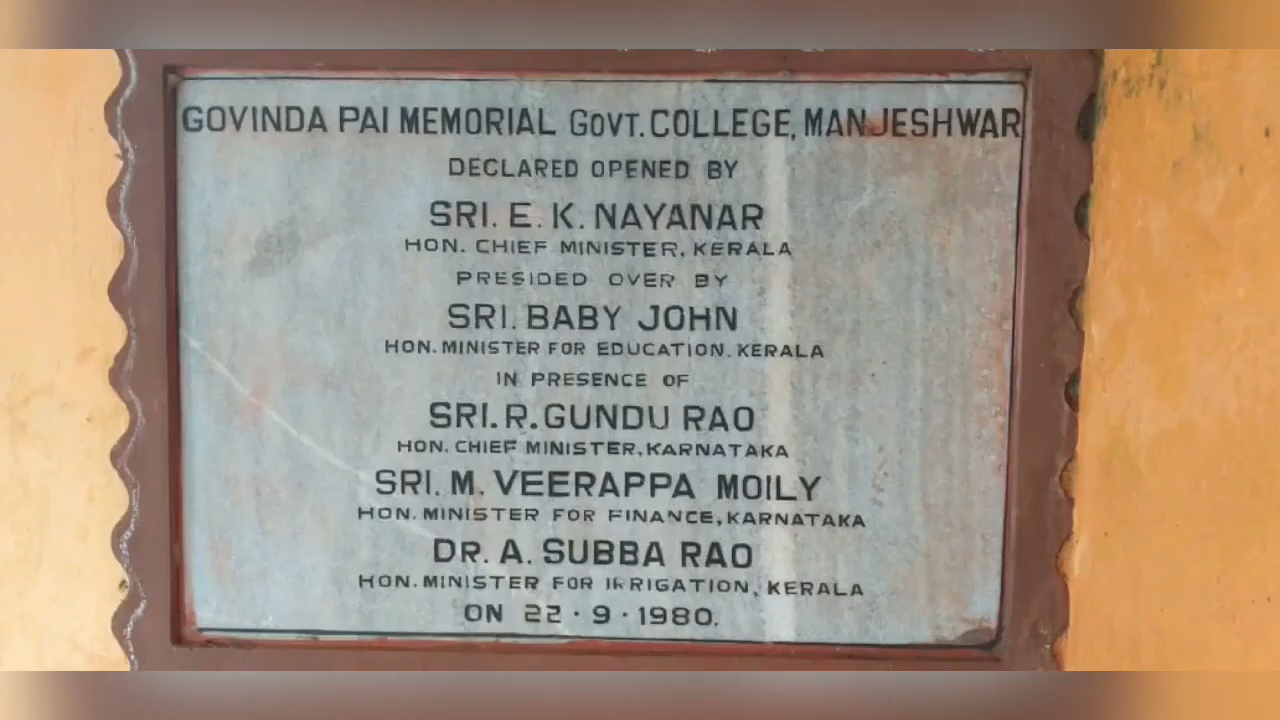 GOVINDA PAI MEMORIAL GOVT. COLLEGE, MANJESHWAR
DECLARED OPENED BY
SRI. E. K. NAYANAR
HON. CHIEF MINISTER, KERALA
PRESIDED OVER BY
SRI. BABY JOHN
HON. MINISTER FOR EDUCATION, KERALA
IN PRESENCE OF
SRI. R. GUNDU RAO
HON. CHIEF MINISTER, KARNATAKA
SRI. M. VEERAPPA MOILY
HON. MINISTER FOR FINANCE, KARNATAKA
DR. A. SUBBA RAO
HON. MINISTER FOR IRRIGATION, KERALA
ON 22 · 9 · 1980.